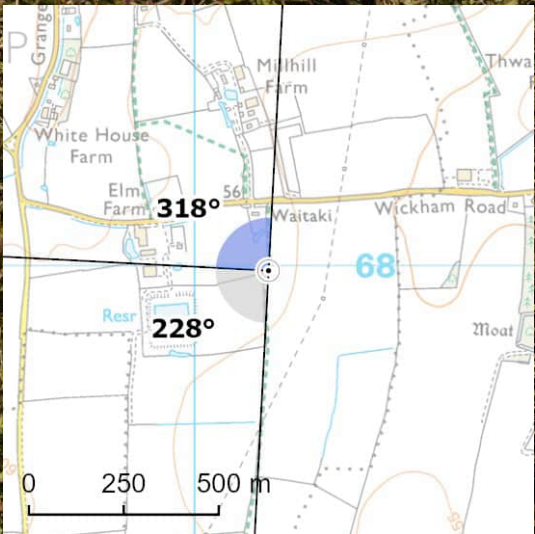 P
Grange
Millhill
Farm
Thwa
White House
Farm
Elm
Farm
318°
56
Waitaki
Wickham Road
68
Resr
228°
Moat
0 250 500 m
55